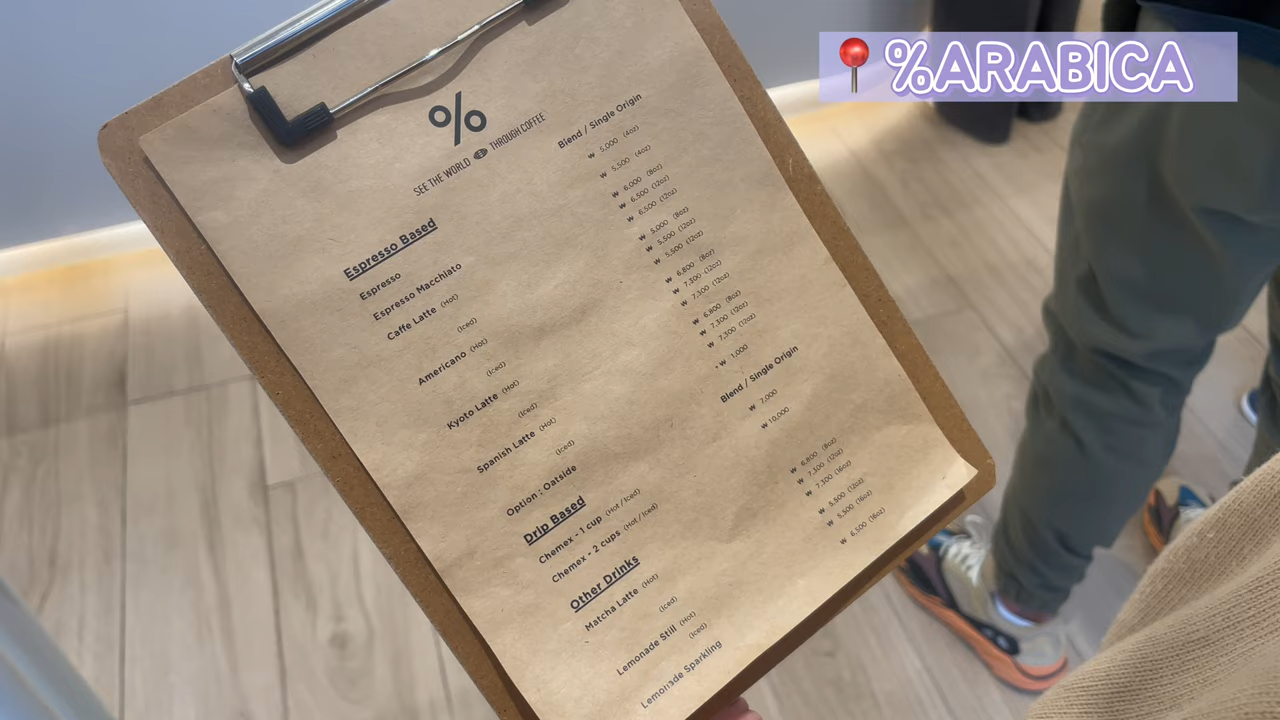 📍%ARABICA
%
SEE THE WORLD THROUGH COFFEE
Blend / Single Origin
Espresso Based
Espresso ₩ 5,000 (4oz)
Espresso Macchiato ₩ 5,500 (4oz)
Caffe Latte (Hot) ₩ 6,000 (8oz)
₩ 6,500 (12oz)
(Iced) ₩ 6,500 (12oz)
Americano (Hot) ₩ 5,000 (8oz)
₩ 5,500 (12oz)
(Iced) ₩ 5,500 (12oz)
Kyoto Latte (Hot) ₩ 6,800 (8oz)
₩ 7,300 (12oz)
(Iced) ₩ 7,300 (12oz)
Spanish Latte (Hot) ₩ 6,800 (8oz)
₩ 7,300 (12oz)
(Iced) ₩ 7,300 (12oz)
Option : Oatside + ₩ 1,000
Drip Based Blend / Single Origin
Chemex - 1 cup (Hot / Iced) ₩ 7,000
Chemex - 2 cups (Hot / Iced) ₩ 10,000
Other Drinks
Matcha Latte (Hot) ₩ 6,800 (8oz)
₩ 7,300 (12oz)
(Iced) ₩ 7,300 (16oz)
Lemonade Still (Hot) ₩ 5,500 (12oz)
(Iced) ₩ 5,500 (16oz)
Lemonade Sparkling ₩ 6,500 (16oz)